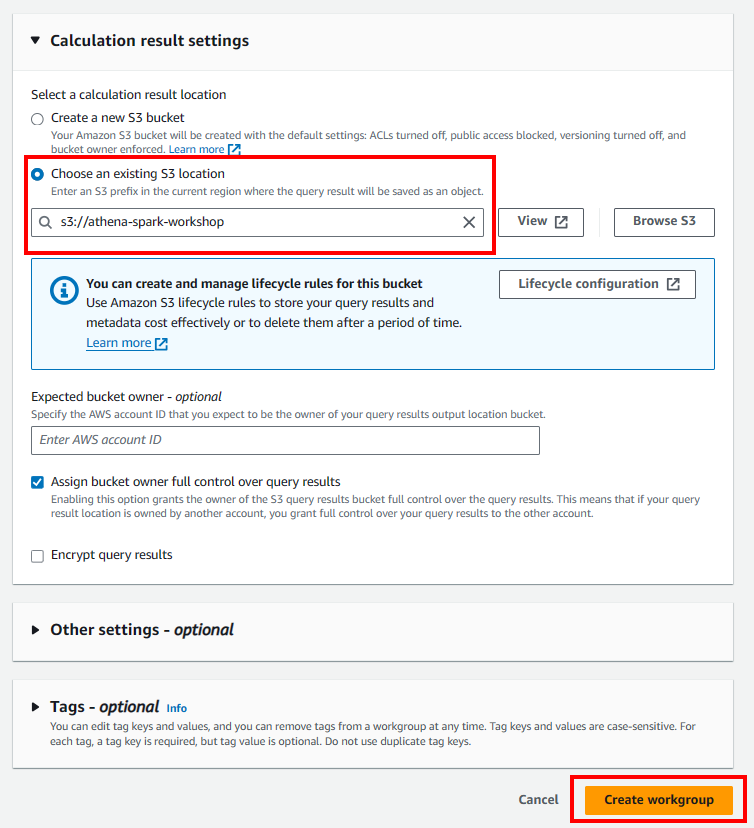 Calculation result settings
Select a calculation result location
Create a new S3 bucket
Your Amazon S3 bucket will be created with the default settings: ACLs turned off, public access blocked, versioning turned off, and
bucket owner enforced. Learn more
Choose an existing S3 location
Enter an S3 prefix in the current region where the query result will be saved as an object.
s3://athena-spark-workshop
View
Browse S3
You can create and manage lifecycle rules for this bucket
Use Amazon S3 lifecycle rules to store your query results and
metadata cost effectively or to delete them after a period of time.
Learn more
Lifecycle configuration
Expected bucket owner - optional
Specify the AWS account ID that you expect to be the owner of your query results output location bucket.
Enter AWS account ID
Assign bucket owner full control over query results
Enabling this option grants the owner of the S3 query results bucket full control over the query results. This means that if your query
result location is owned by another account, you grant full control over your query results to the other account.
Encrypt query results
Other settings - optional
Tags - optional Info
You can edit tag keys and values, and you can remove tags from a workgroup at any time. Tag keys and values are case-sensitive. For
each tag, a tag key is required, but tag value is optional. Do not use duplicate tag keys.
Cancel
Create workgroup